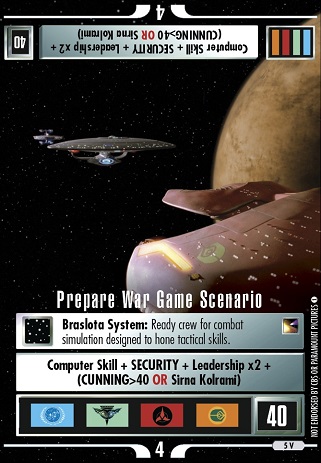 4
Computer Skill + SECURITY + Leadership x2 +
(CUNNING>40 OR Sirna Kolrami)
40
Prepare War Game Scenario
Braslota System: Ready crew for combat
simulation designed to hone tactical skills.
Computer Skill + SECURITY + Leadership x2 +
(CUNNING>40 OR Sirna Kolrami)
40
4
5 V
NOT ENDORSED BY CBS OR PARAMOUNT PICTURES